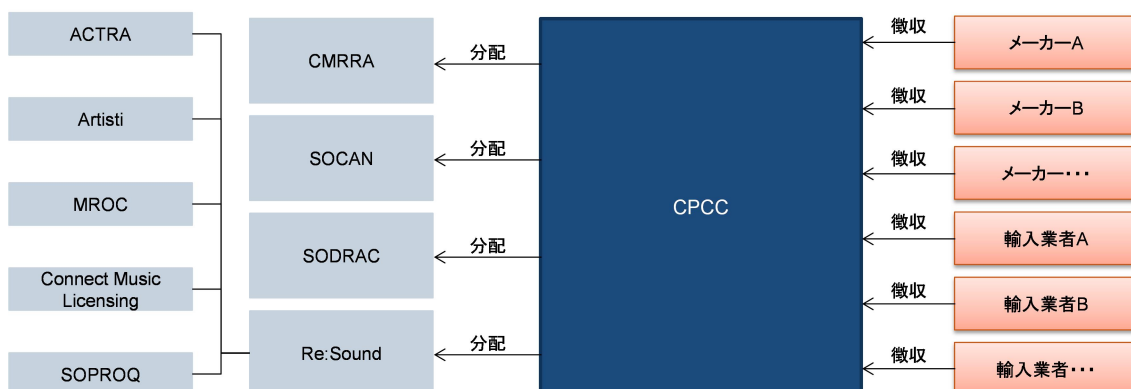 ACTRA
Artisti
MROC
Connect Music
Licensing
SOPROQ
CMRRA
SOCAN
SODRAC
Re:Sound
分配
分配
分配
分配
CPCC
徴収
徴収
徴収
徴収
徴収
徴収
メーカーA
メーカーB
メーカー・・・
輸入業者A
輸入業者B
輸入業者・・・